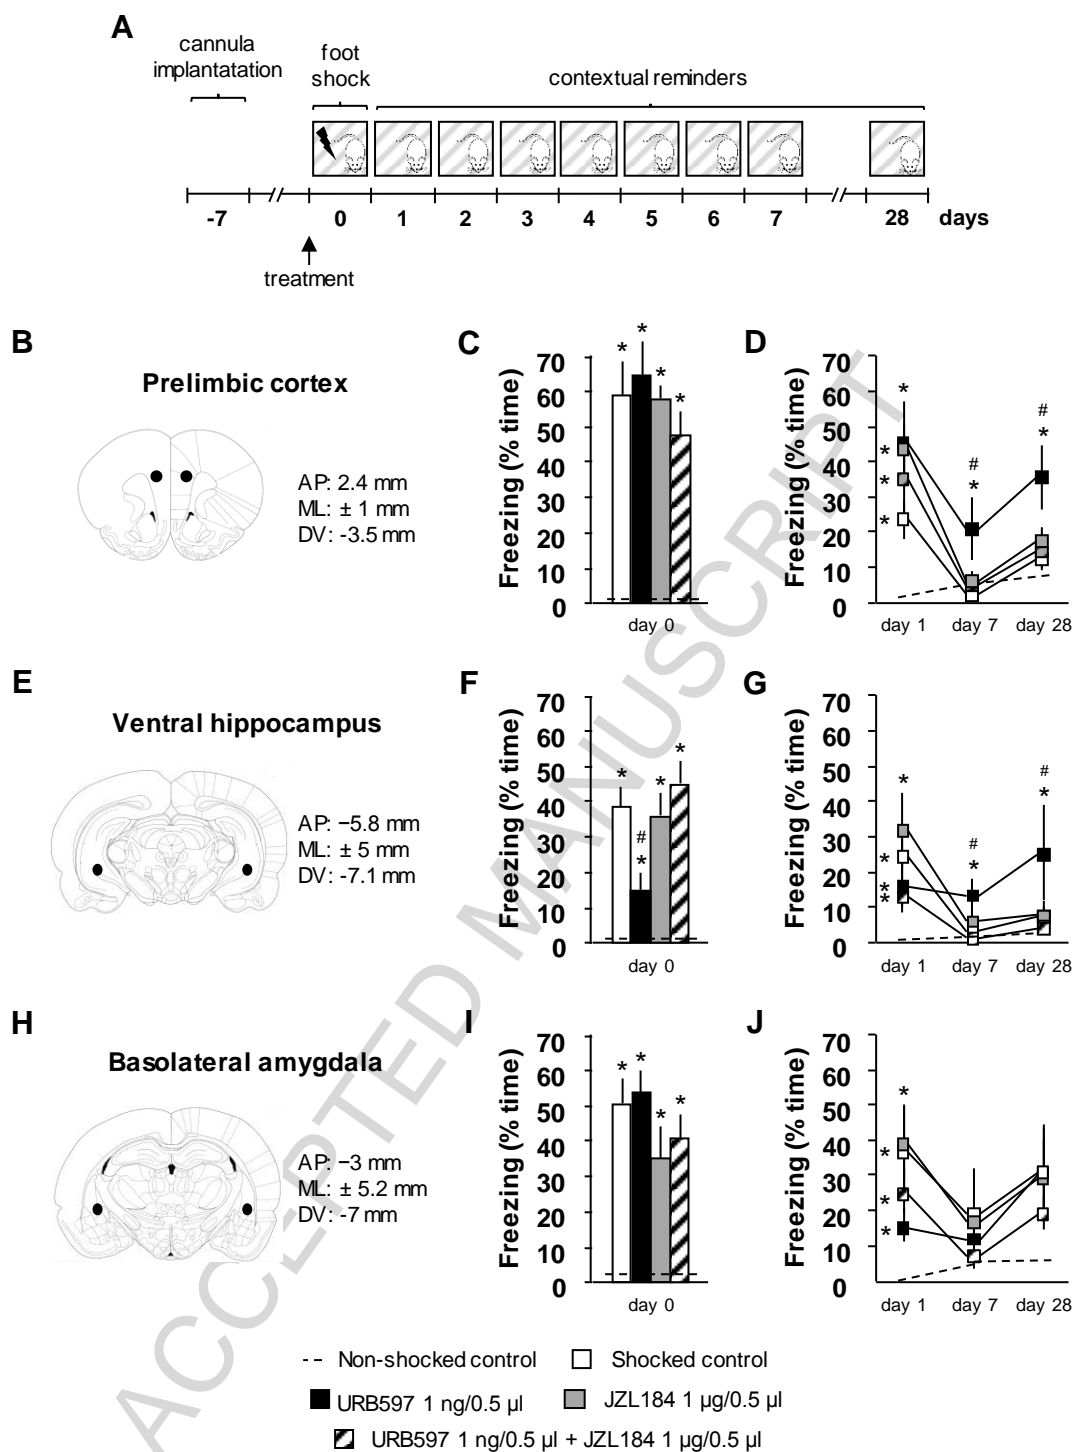 A
cannula
implantatation
foot
shock
contextual reminders
-7 0 1 2 3 4 5 6 7 28 days
treatment
B
Prelimbic cortex
AP: 2.4 mm
ML: ± 1 mm
DV: -3.5 mm
C
Freezing (% time)
70
60
50
40
30
20
10
0
* * * *
day 0
D
Freezing (% time)
70
60
50
40
30
20
10
0
*
*
*
*
#
*
#
*
day 1 day 7 day 28
E
Ventral hippocampus
AP: −5.8 mm
ML: ± 5 mm
DV: -7.1 mm
F
Freezing (% time)
70
60
50
40
30
20
10
0
*
#
*
*
*
day 0
G
Freezing (% time)
70
60
50
40
30
20
10
0
*
*
*
*
#
*
#
*
day 1 day 7 day 28
H
Basolateral amygdala
AP: −3 mm
ML: ± 5.2 mm
DV: -7 mm
I
Freezing (% time)
70
60
50
40
30
20
10
0
* * * *
day 0
J
Freezing (% time)
70
60
50
40
30
20
10
0
*
*
*
*
day 1 day 7 day 28
Non-shocked control Shocked control
URB597 1 ng/0.5 µl JZL184 1 µg/0.5 µl
URB597 1 ng/0.5 µl + JZL184 1 µg/0.5 µl
ACCEPTED MANUSCRIPT